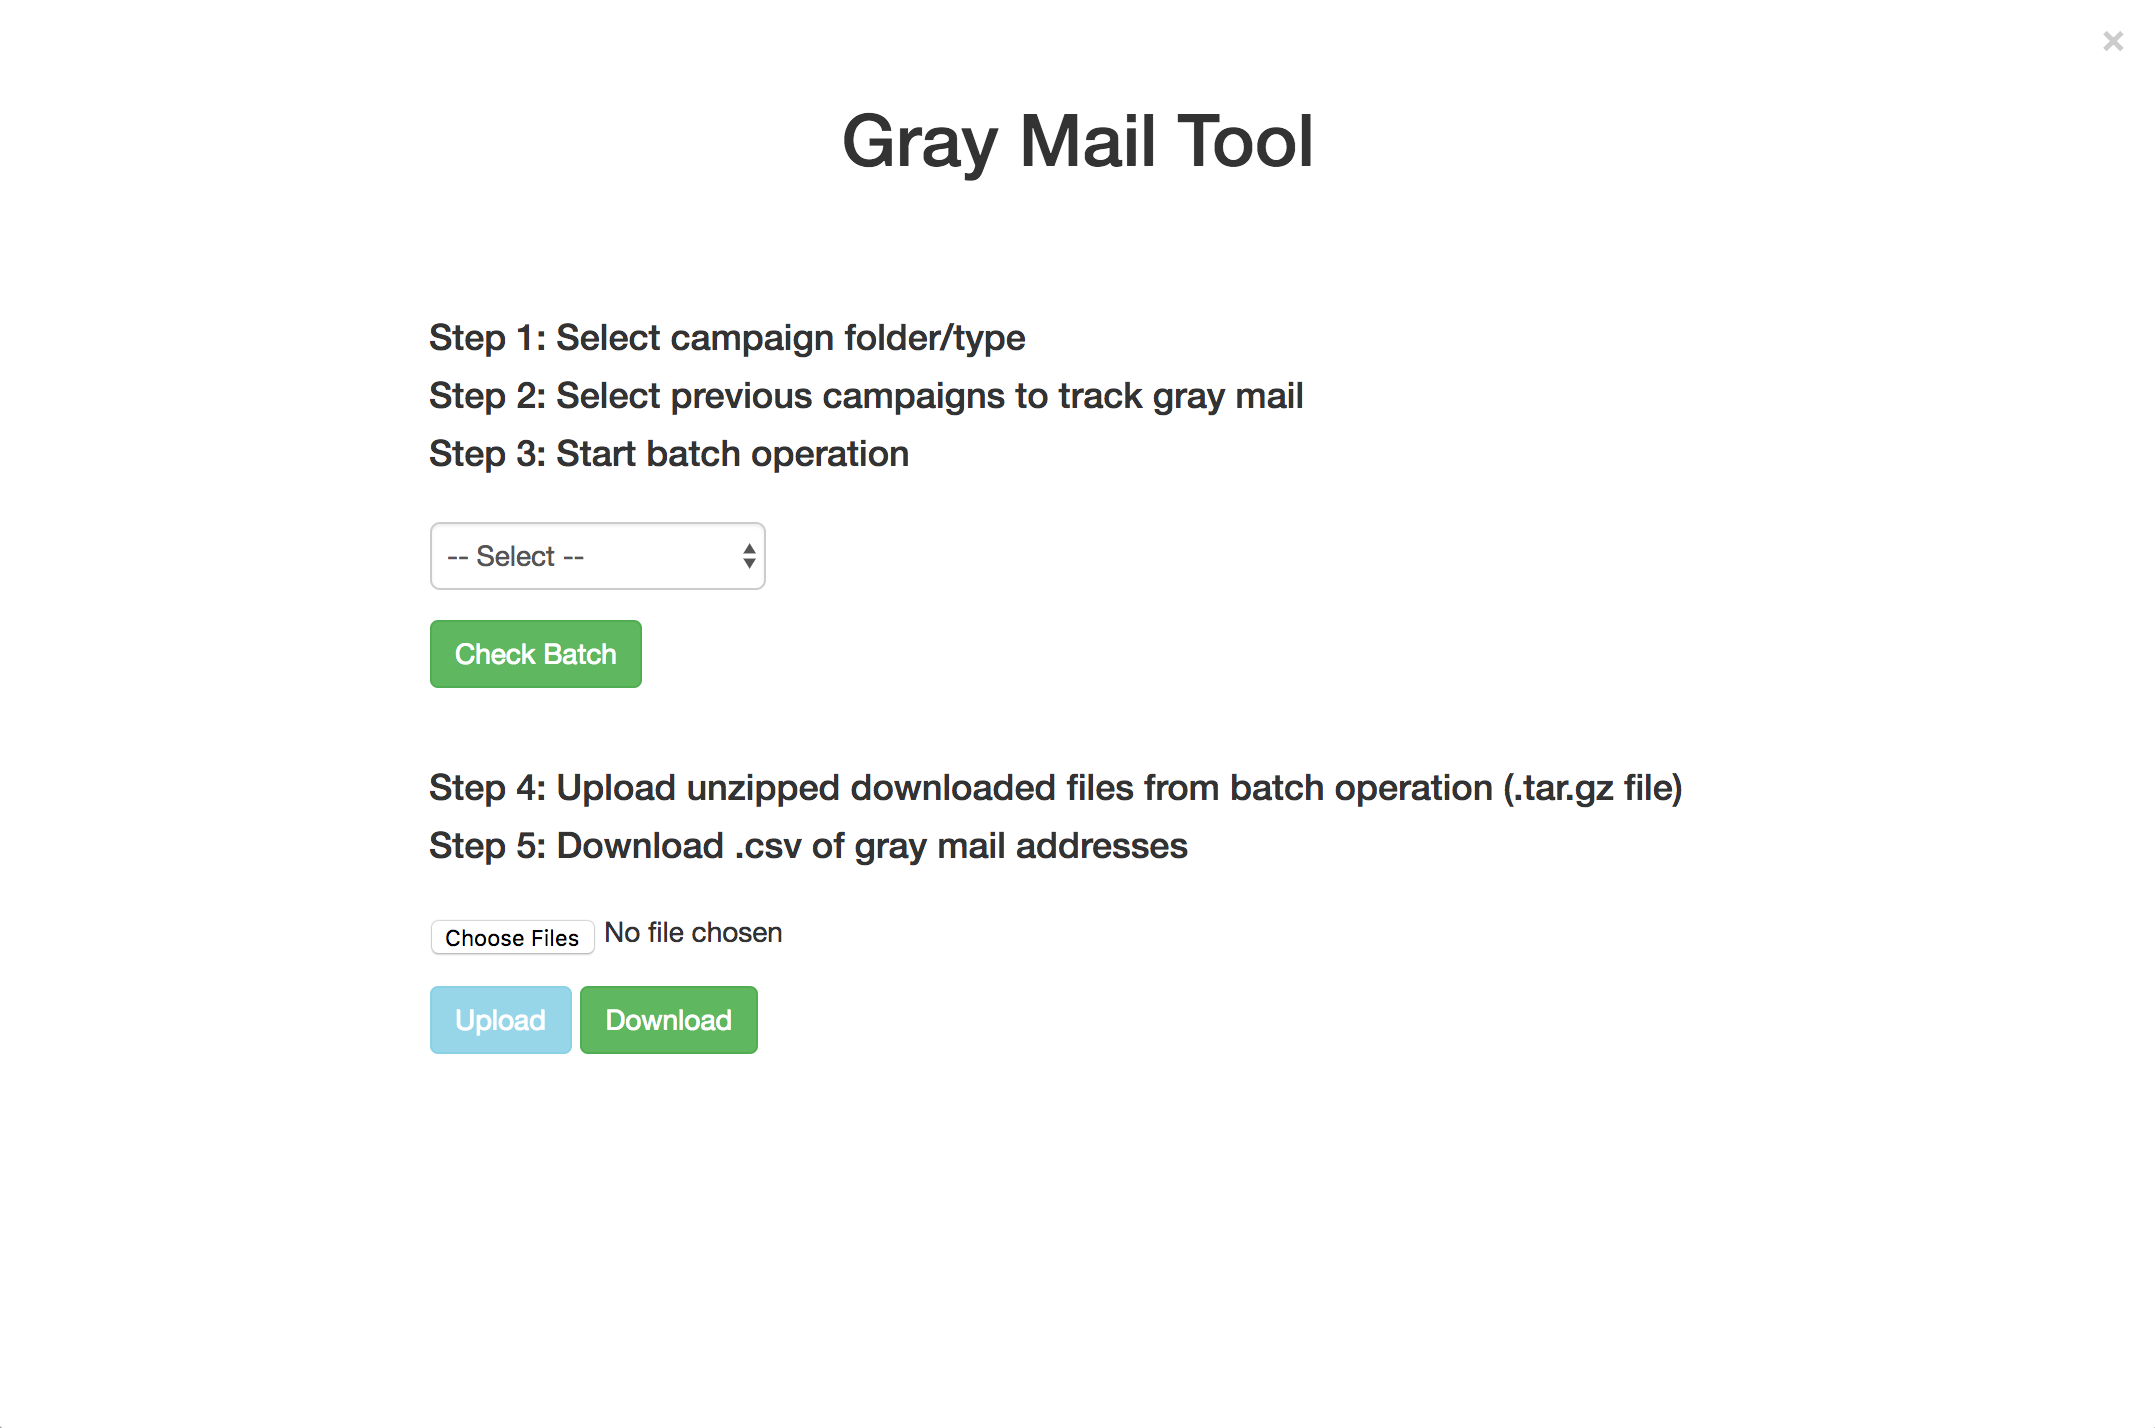 ×
Gray Mail Tool
Step 1: Select campaign folder/type
Step 2: Select previous campaigns to track gray mail
Step 3: Start batch operation
-- Select --
Check Batch
Step 4: Upload unzipped downloaded files from batch operation (.tar.gz file)
Step 5: Download .csv of gray mail addresses
Choose Files No file chosen
Upload Download